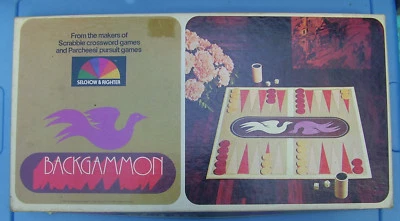 From the makers of
Scrabble crossword games
and Parcheesi pursuit games
SELCHOW & RIGHTER
BACKGAMMON